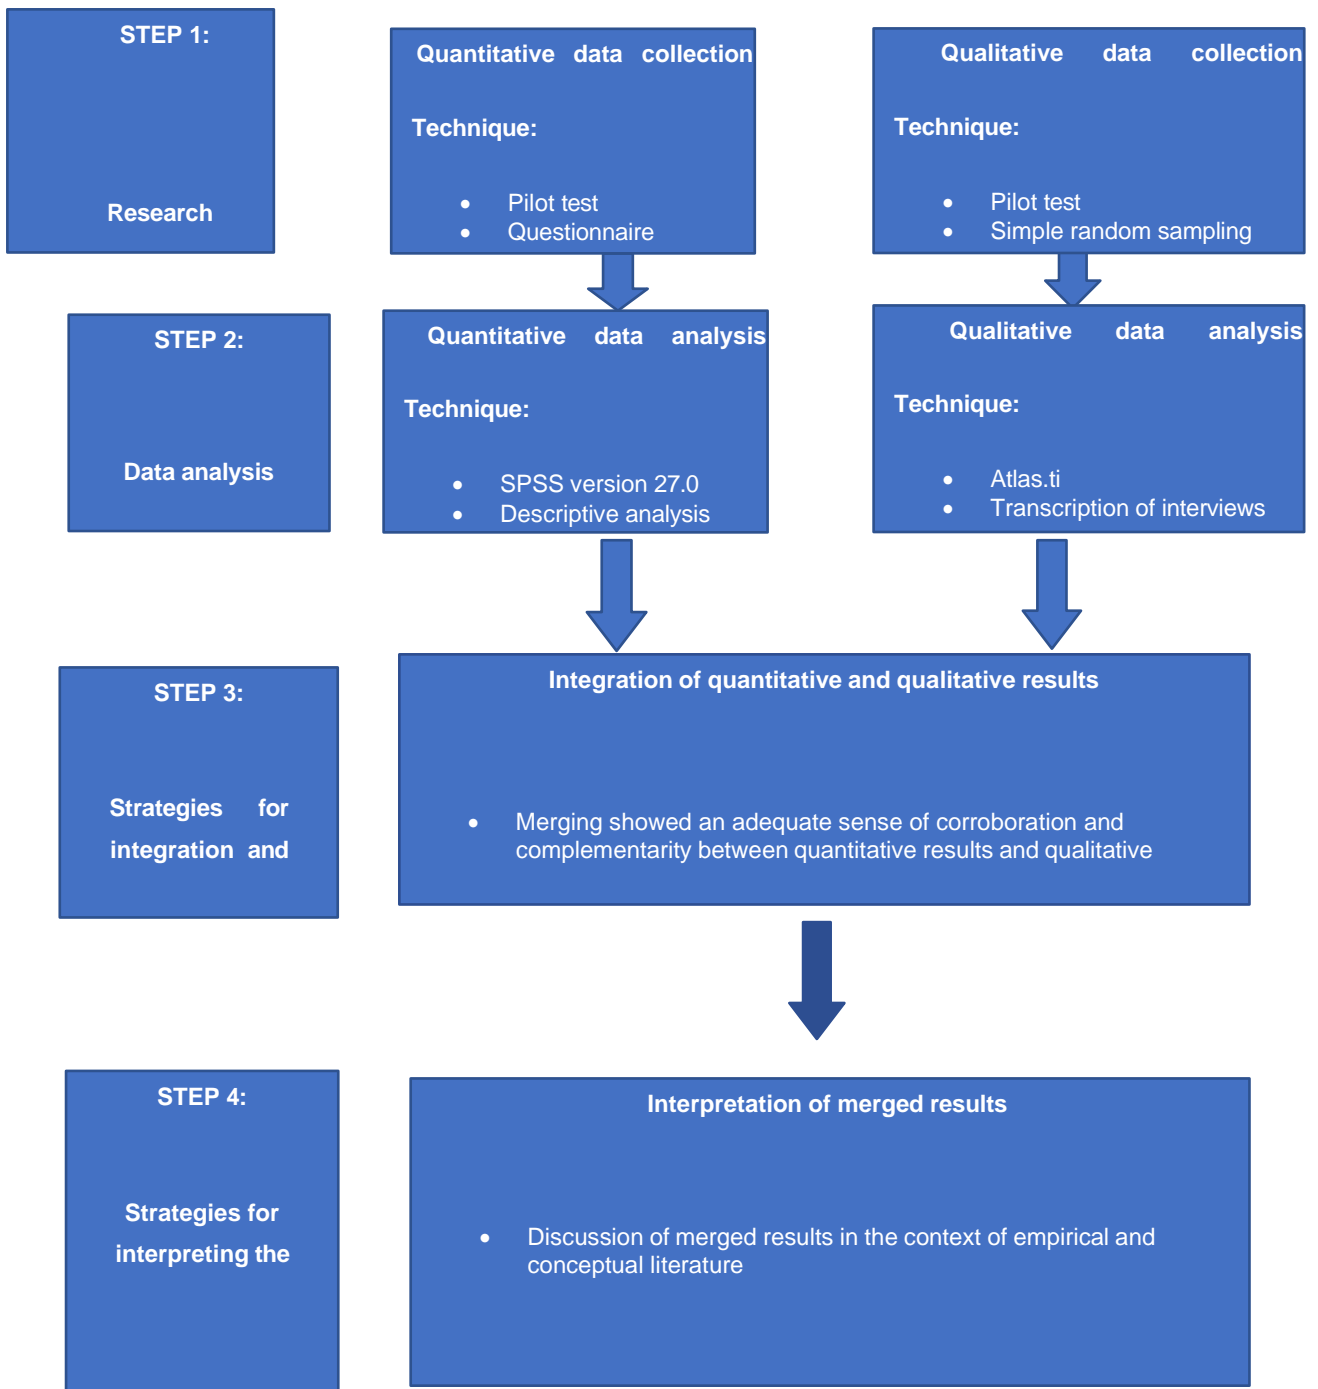 STEP 1:
Research
Quantitative data collection
Technique:
• Pilot test
• Questionnaire
Qualitative data collection
Technique:
• Pilot test
• Simple random sampling
STEP 2:
Data analysis
Quantitative data analysis
Technique:
• SPSS version 27.0
• Descriptive analysis
Qualitative data analysis
Technique:
• Atlas.ti
• Transcription of interviews
STEP 3:
Strategies for
integration and
Integration of quantitative and qualitative results
• Merging showed an adequate sense of corroboration and
complementarity between quantitative results and qualitative
STEP 4:
Strategies for
interpreting the
Interpretation of merged results
• Discussion of merged results in the context of empirical and
conceptual literature